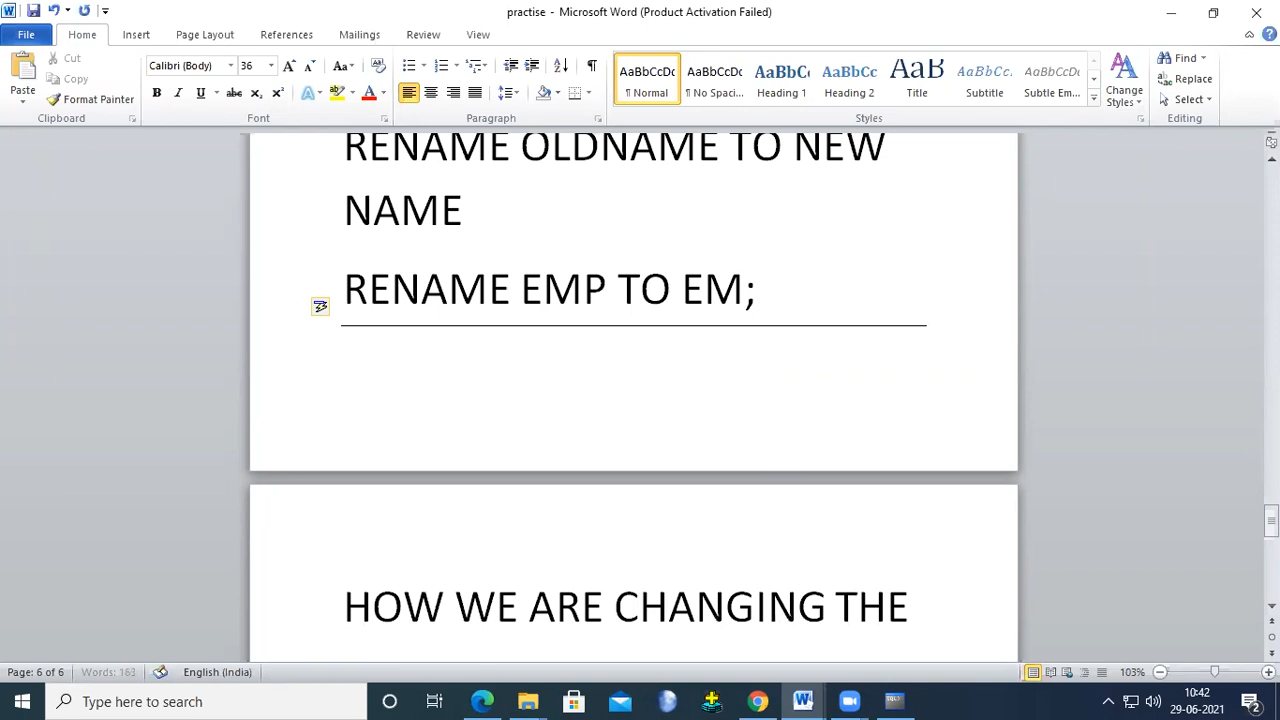 practise - Microsoft Word (Product Activation Failed)
File Home Insert Page Layout References Mailings Review View
Paste
Cut
Copy
Format Painter
Clipboard
Calibri (Body) 36
Font
Paragraph
AaBbCcDc AaBbCcDc AaBbC AaBbCc AaB AaBbCc. AaBbCcDc
¶ Normal ¶ No Spaci... Heading 1 Heading 2 Title Subtitle Subtle Em...
Styles
Change Styles
Find
Replace
Select
Editing
RENAME OLDNAME TO NEW
NAME
RENAME EMP TO EM;
HOW WE ARE CHANGING THE
Page: 6 of 6 Words: 163 English (India) 103%
Type here to search
10:42
29-06-2021
2